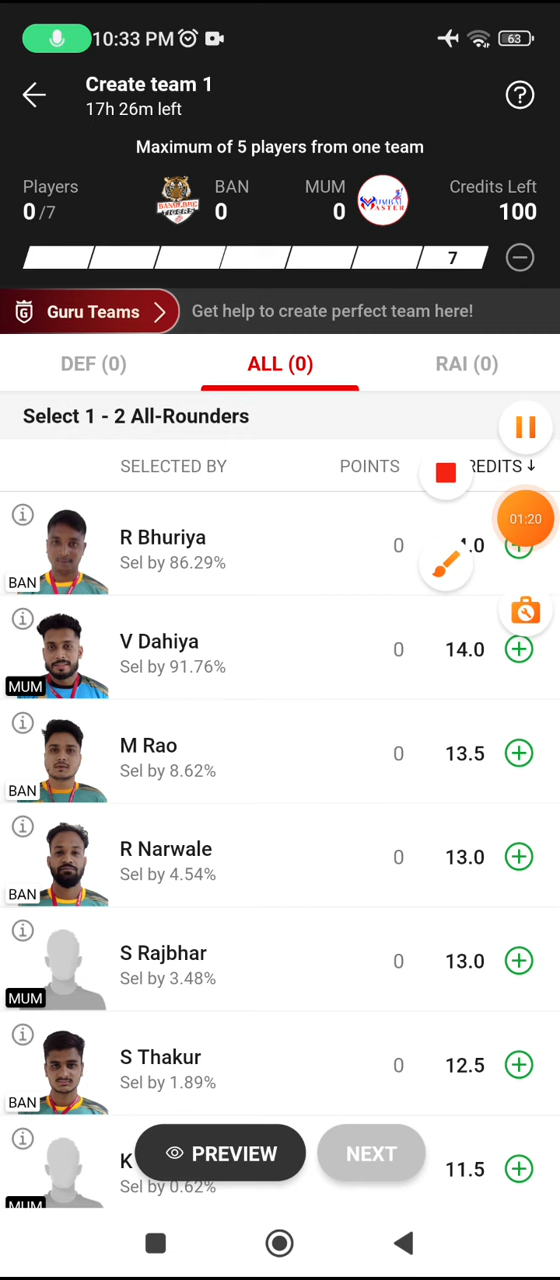 10:33 PM
63
Create team 1
17h 26m left
Maximum of 5 players from one team
Players
0/7
BAN
0
MUM
0
Credits Left
100
7
Guru Teams
Get help to create perfect team here!
DEF (0)
ALL (0)
RAI (0)
Select 1 - 2 All-Rounders
SELECTED BY
POINTS
REDITS ↓
01:20
R Bhuriya
Sel by 86.29%
BAN
0
.0
V Dahiya
Sel by 91.76%
MUM
0
14.0
M Rao
Sel by 8.62%
BAN
0
13.5
R Narwale
Sel by 4.54%
BAN
0
13.0
S Rajbhar
Sel by 3.48%
MUM
0
13.0
S Thakur
Sel by 1.89%
BAN
0
12.5
K
Sel by 0.62%
MUM
11.5
PREVIEW
NEXT